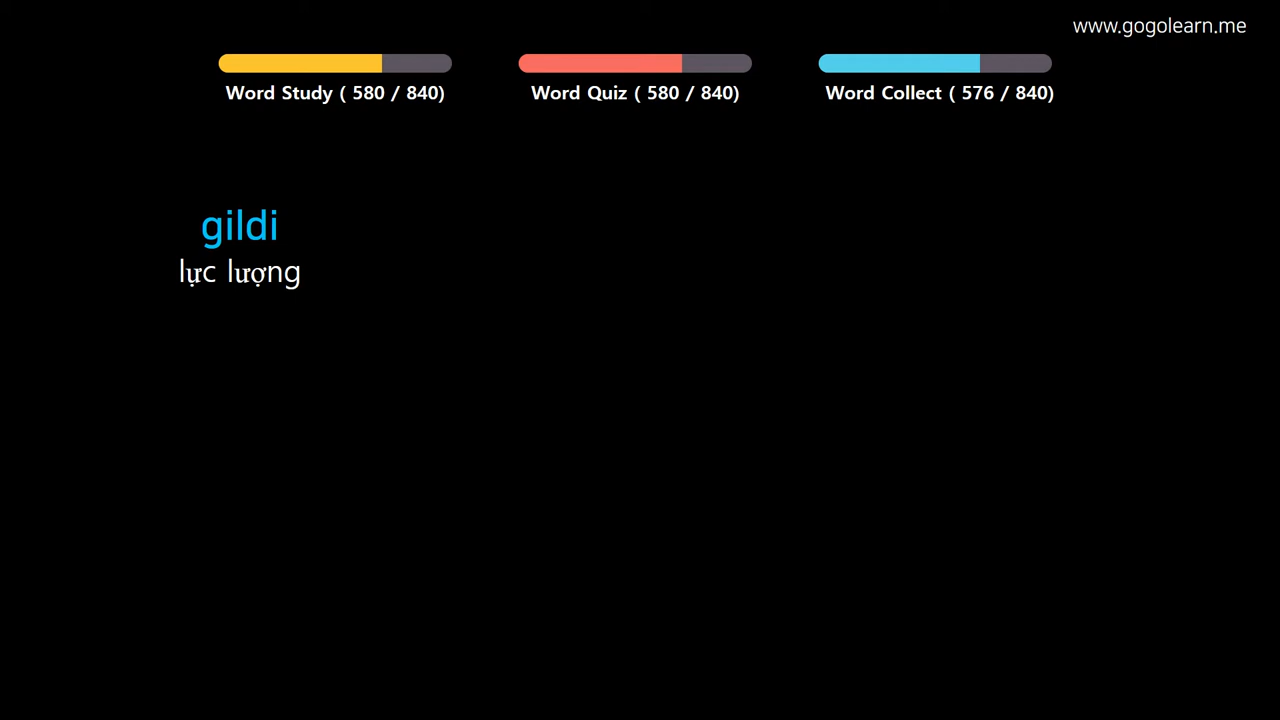 www.gogolearn.me
Word Study ( 580 / 840)
Word Quiz ( 580 / 840)
Word Collect ( 576 / 840)
gildi
lực lượng